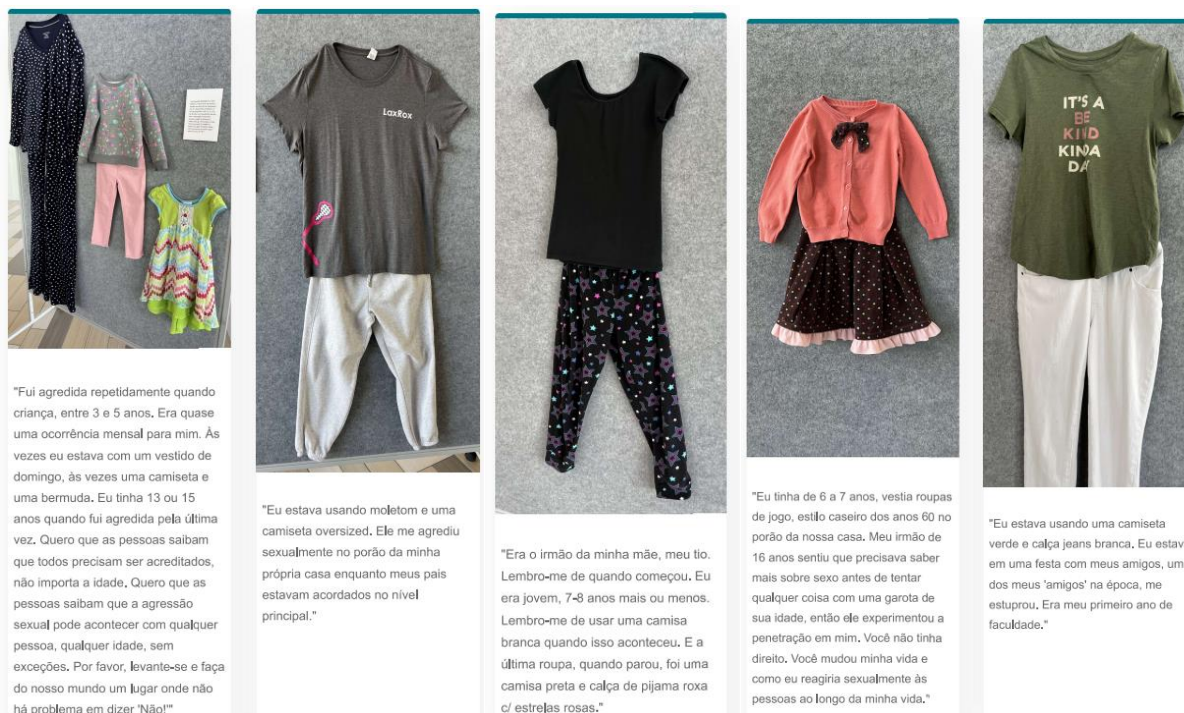 "Fui agredida repetidamente quando
criança, entre 3 e 5 anos. Era quase
uma ocorrência mensal para mim. Às
vezes eu estava com um vestido de
domingo, às vezes uma camiseta e
uma bermuda. Eu tinha 13 ou 15
anos quando fui agredida pela última
vez. Quero que as pessoas saibam
que todos precisam ser acreditados,
não importa a idade. Quero que as
pessoas saibam que a agressão
sexual pode acontecer com qualquer
pessoa, qualquer idade, sem
exceções. Por favor, levante-se e faça
do nosso mundo um lugar onde não
há problema em dizer 'Não!'"
LaxRox
"Eu estava usando moletom e uma
camiseta oversized. Ele me agrediu
sexualmente no porão da minha
própria casa enquanto meus pais
estavam acordados no nível
principal."
"Era o irmão da minha mãe, meu tio.
Lembro-me de quando começou. Eu
era jovem, 7-8 anos mais ou menos.
Lembro-me de usar uma camisa
branca quando isso aconteceu. E a
última roupa, quando parou, foi uma
camisa preta e calça de pijama roxa
c/ estrelas rosas."
"Eu tinha de 6 a 7 anos, vestia roupas
de jogo, estilo caseiro dos anos 60 no
porão da nossa casa. Meu irmão de
16 anos sentiu que precisava saber
mais sobre sexo antes de tentar
qualquer coisa com uma garota de
sua idade, então ele experimentou a
penetração em mim. Você não tinha
direito. Você mudou minha vida e
como eu reagiria sexualmente às
pessoas ao longo da minha vida."
IT'S A
BE
KIND
KINDA
DAY
"Eu estava usando uma camiseta
verde e calça jeans branca. Eu estav
em uma festa com meus amigos, um
dos meus 'amigos' na época, me
estuprou. Era meu primeiro ano de
faculdade."